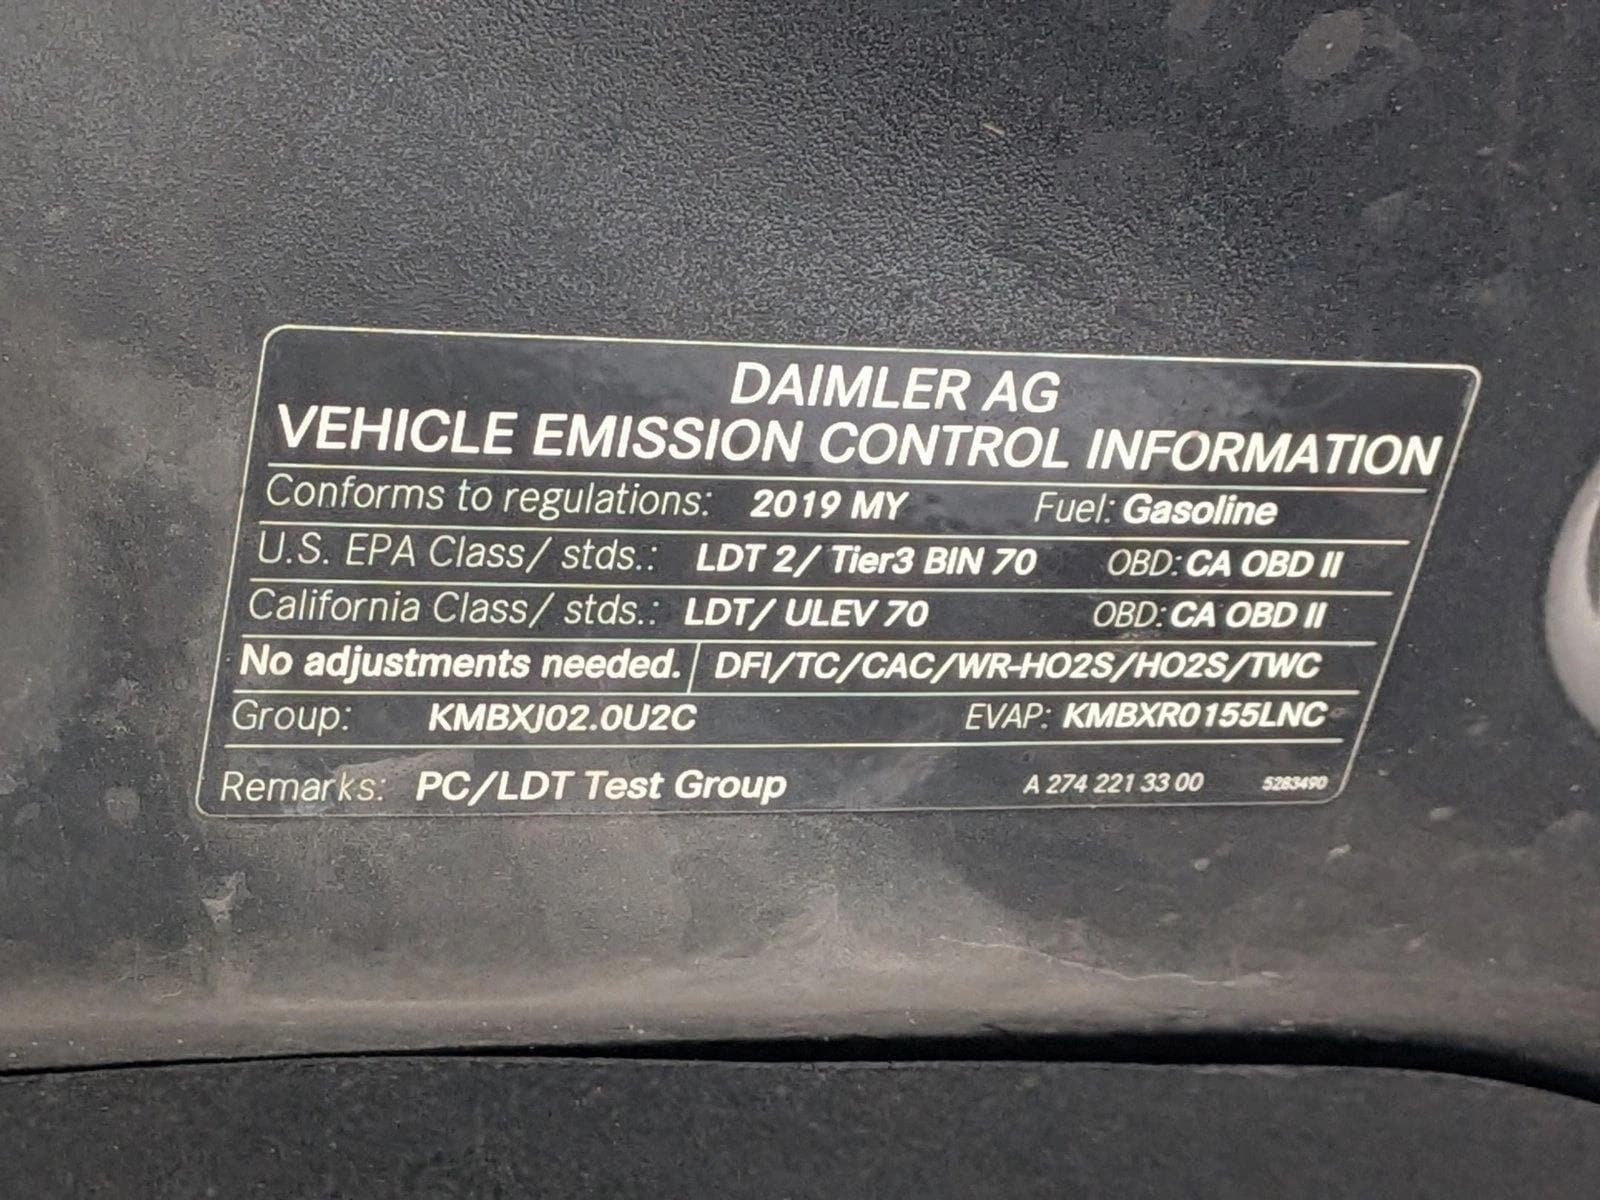 DAIMLER AG
VEHICLE EMISSION CONTROL INFORMATION
Conforms to regulations: 2019 MY Fuel: Gasoline
U.S. EPA Class/ stds.: LDT 2/ Tier3 BIN 70 OBD: CA OBD II
California Class/ stds.: LDT/ ULEV 70 OBD: CA OBD II
No adjustments needed. DFI/TC/CAC/WR-HO2S/HO2S/TWC
Group: KMBXJ02.0U2C EVAP: KMBXR0155LNC
Remarks: PC/LDT Test Group A 274 221 33 00 5283490